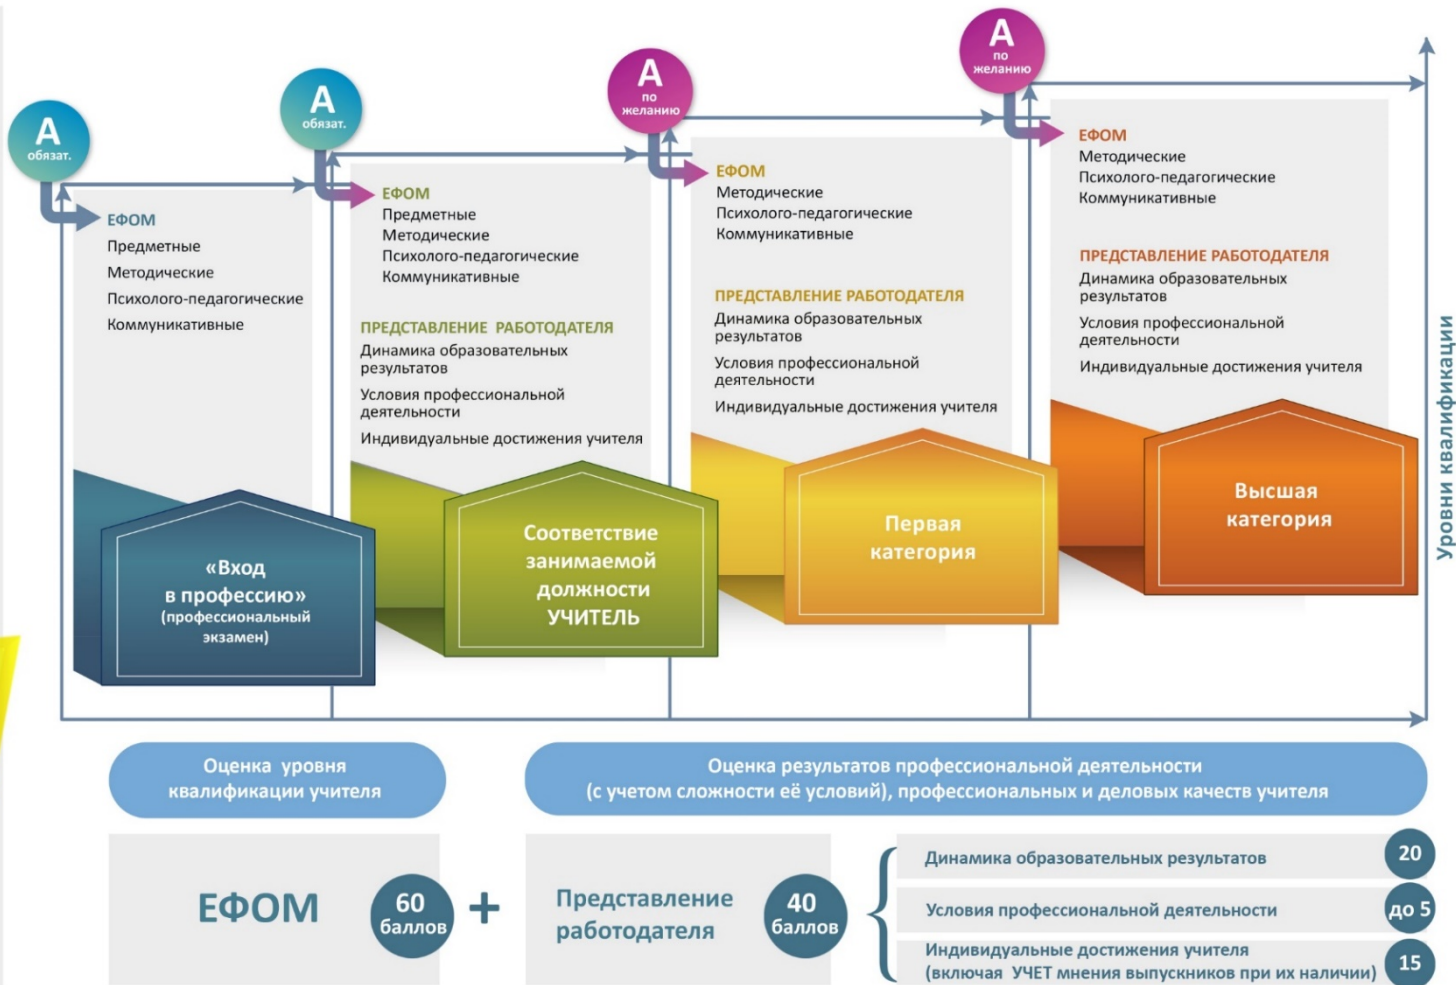 А
обязат.
ЕФОМ
Предметные
Методические
Психолого-педагогические
Коммуникативные
«Вход
в профессию»
(профессиональный
экзамен)
А
обязат.
ЕФОМ
Предметные
Методические
Психолого-педагогические
Коммуникативные
ПРЕДСТАВЛЕНИЕ РАБОТОДАТЕЛЯ
Динамика образовательных
результатов
Условия профессиональной
деятельности
Индивидуальные достижения учителя
Соответствие
занимаемой
должности
УЧИТЕЛЬ
А
по
желанию
ЕФОМ
Методические
Психолого-педагогические
Коммуникативные
ПРЕДСТАВЛЕНИЕ РАБОТОДАТЕЛЯ
Динамика образовательных
результатов
Условия профессиональной
деятельности
Индивидуальные достижения учителя
Первая
категория
А
по
желанию
ЕФОМ
Методические
Психолого-педагогические
Коммуникативные
ПРЕДСТАВЛЕНИЕ РАБОТОДАТЕЛЯ
Динамика образовательных
результатов
Условия профессиональной
деятельности
Индивидуальные достижения учителя
Высшая
категория
Уровни квалификации
Оценка уровня
квалификации учителя
Оценка результатов профессиональной деятельности
(с учетом сложности её условий), профессиональных и деловых качеств учителя
ЕФОМ
60
баллов
+
Представление
работодателя
40
баллов
Динамика образовательных результатов
20
Условия профессиональной деятельности
до 5
Индивидуальные достижения учителя
(включая УЧЕТ мнения выпускников при их наличии)
15